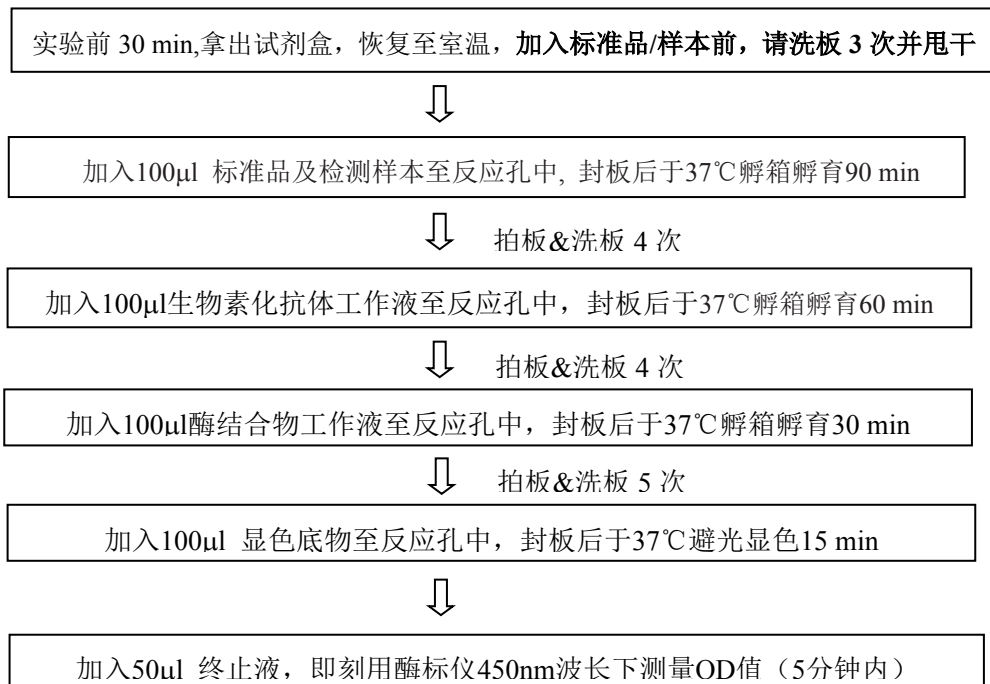 实验前 30 min,拿出试剂盒，恢复至室温，加入标准品/样本前，请洗板 3 次并甩干
加入100μl 标准品及检测样本至反应孔中, 封板后于37℃孵箱孵育90 min
拍板&洗板 4 次
加入100μl生物素化抗体工作液至反应孔中，封板后于37℃孵箱孵育60 min
拍板&洗板 4 次
加入100μl酶结合物工作液至反应孔中，封板后于37℃孵箱孵育30 min
拍板&洗板 5 次
加入100μl 显色底物至反应孔中，封板后于37℃避光显色15 min
加入50μl 终止液，即刻用酶标仪450nm波长下测量OD值（5分钟内）